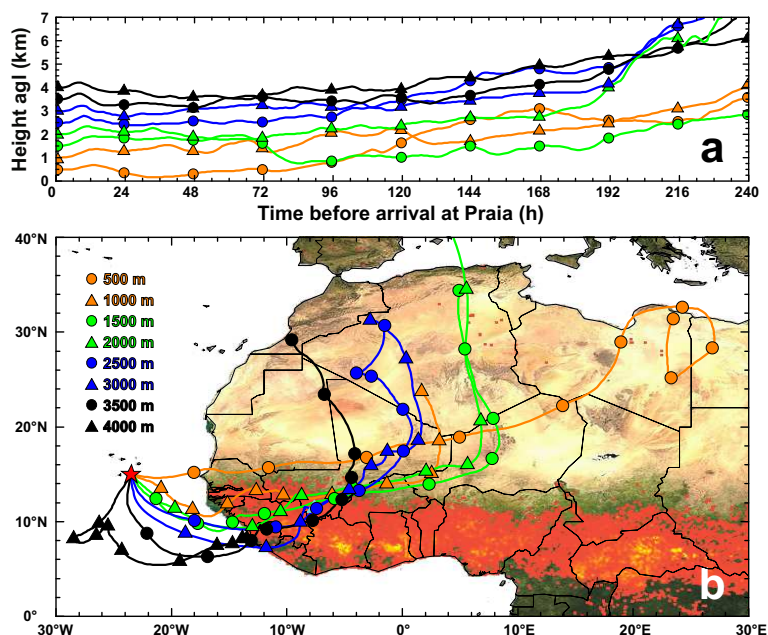 7
6
5
4
3
2
1
0
Height agl (km)
a
0 24 48 72 96 120 144 168 192 216 240
Time before arrival at Praia (h)
40°N
30°N
20°N
10°N
0°
500 m
1000 m
1500 m
2000 m
2500 m
3000 m
3500 m
4000 m
b
30°W 20°W 10°W 0° 10°E 20°E 30°E